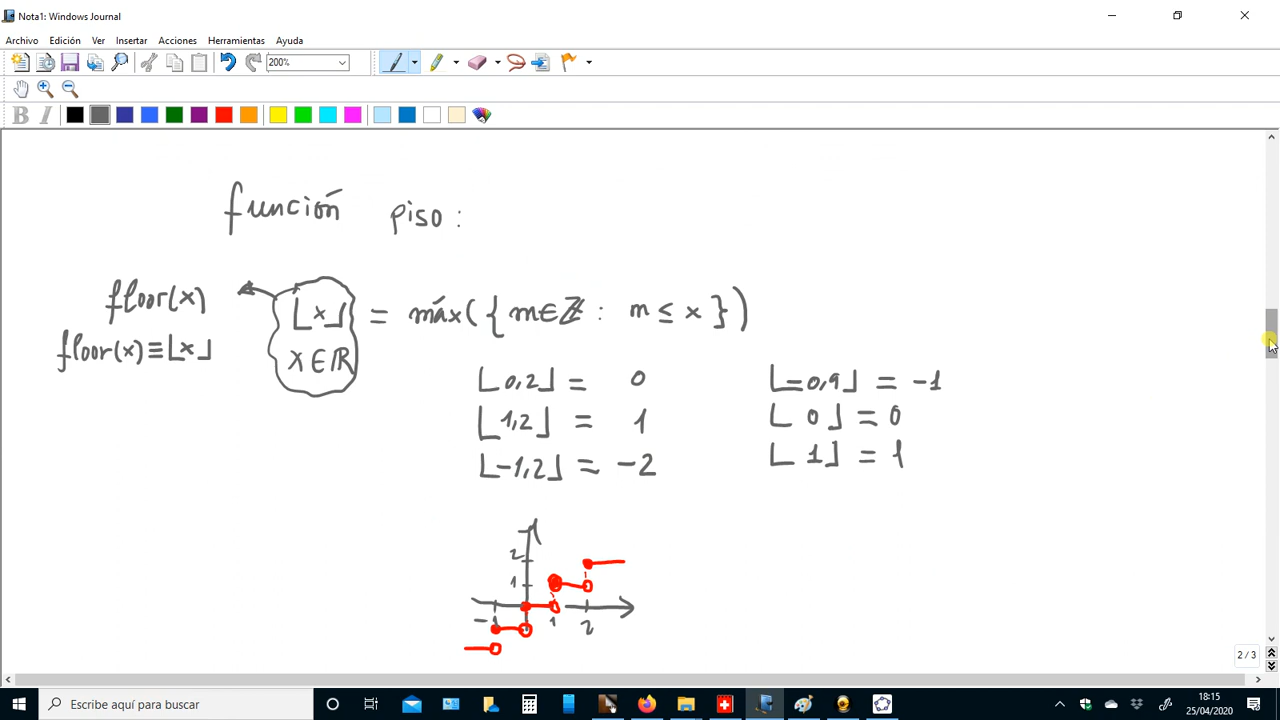 Nota1: Windows Journal
Archivo Edición Ver Insertar Acciones Herramientas Ayuda
200%
B I
función piso:
floor(x)
floor(x)≡⌊x⌋
⌊x⌋ = máx({m∈ℤ : m ≤ x})
x∈ℝ
⌊0,2⌋ = 0
⌊1,2⌋ = 1
⌊-1,2⌋ = -2
⌊-0,9⌋ = -1
⌊0⌋ = 0
⌊1⌋ = 1
2
1
-1 1 2
2 / 3
Escribe aquí para buscar
18:15
25/04/2020